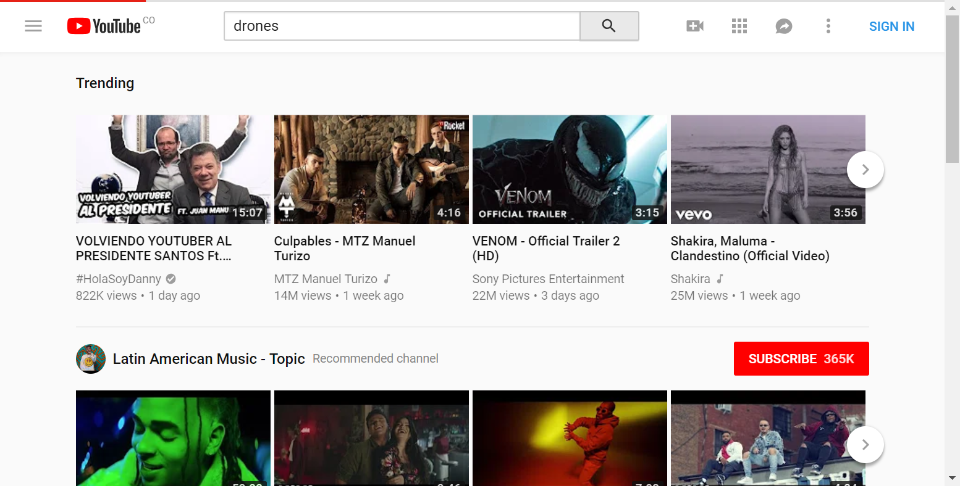 YouTube CO
drones
SIGN IN
Trending
VOLVIENDO YOUTUBER
AL PRESIDENTE FT. JUAN MANU
15:07
Rocket
4:16
VENOM
OFFICIAL TRAILER
3:15
vevo
3:56
VOLVIENDO YOUTUBER AL
PRESIDENTE SANTOS Ft....
#HolaSoyDanny
822K views • 1 day ago
Culpables - MTZ Manuel
Turizo
MTZ Manuel Turizo
14M views • 1 week ago
VENOM - Official Trailer 2
(HD)
Sony Pictures Entertainment
22M views • 3 days ago
Shakira, Maluma -
Clandestino (Official Video)
Shakira
25M views • 1 week ago
Latin American Music - Topic Recommended channel
SUBSCRIBE 365K